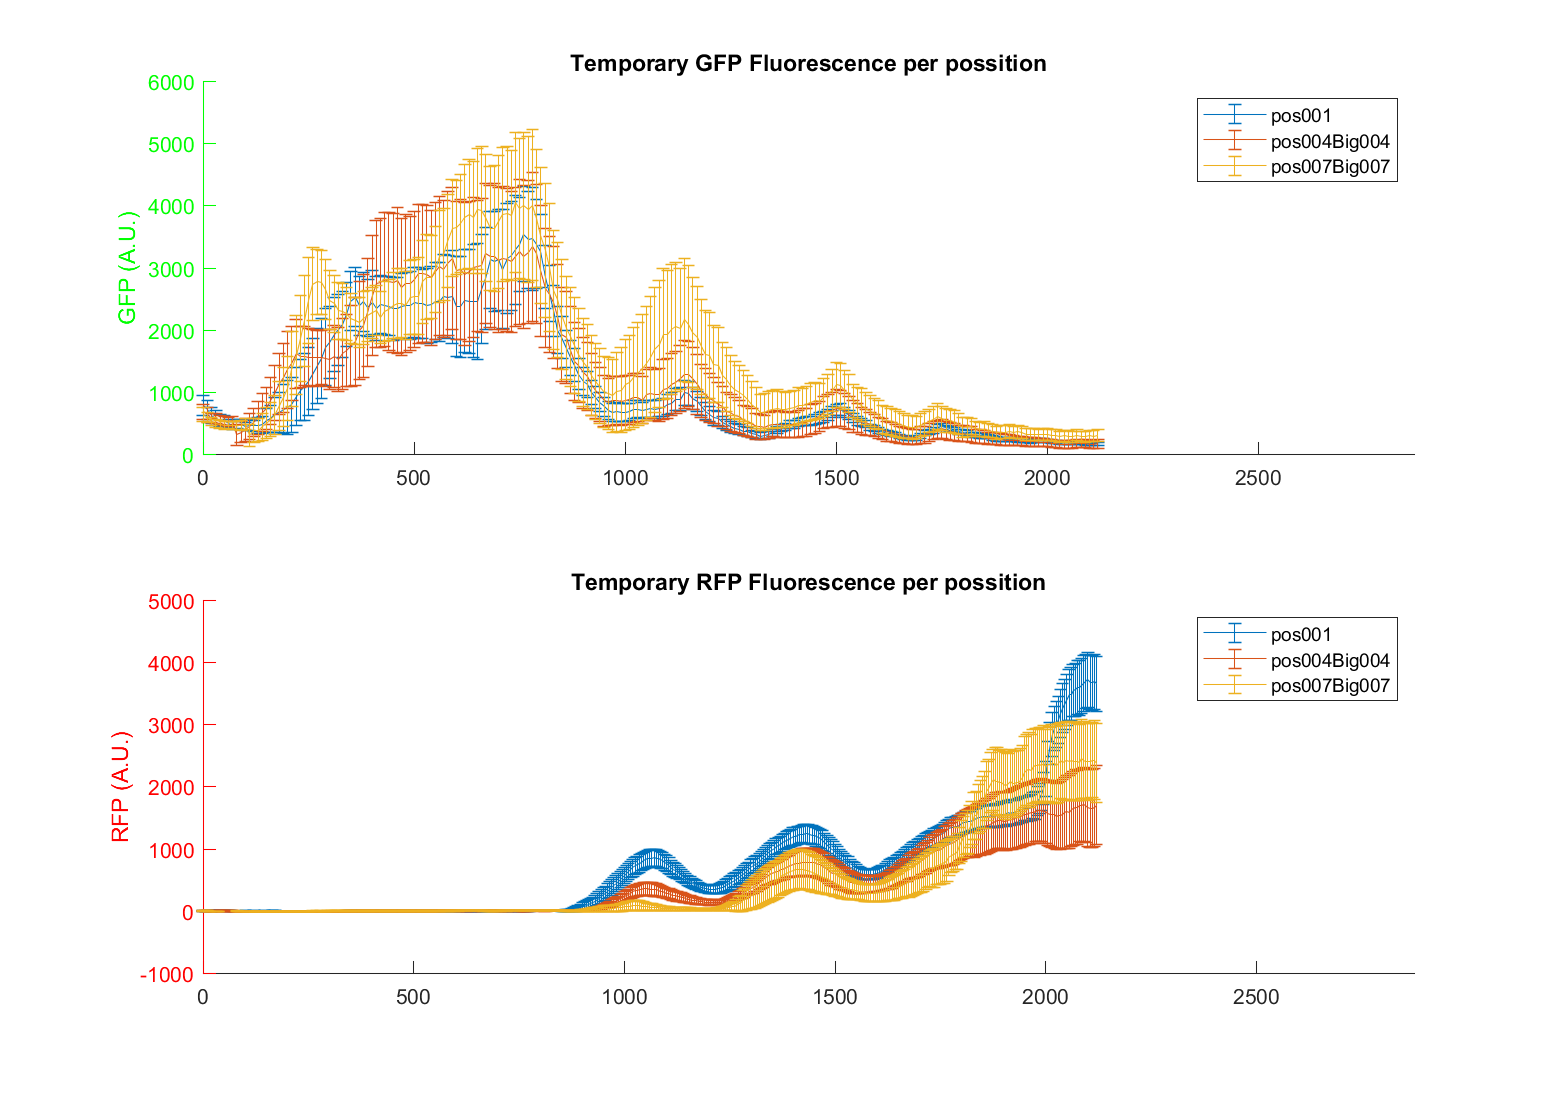 Temporary GFP Fluorescence per possition
6000
5000
4000
3000
2000
1000
0
GFP (A.U.)
pos001
pos004Big004
pos007Big007
0 500 1000 1500 2000 2500
Temporary RFP Fluorescence per possition
5000
4000
3000
2000
1000
0
-1000
RFP (A.U.)
pos001
pos004Big004
pos007Big007
0 500 1000 1500 2000 2500